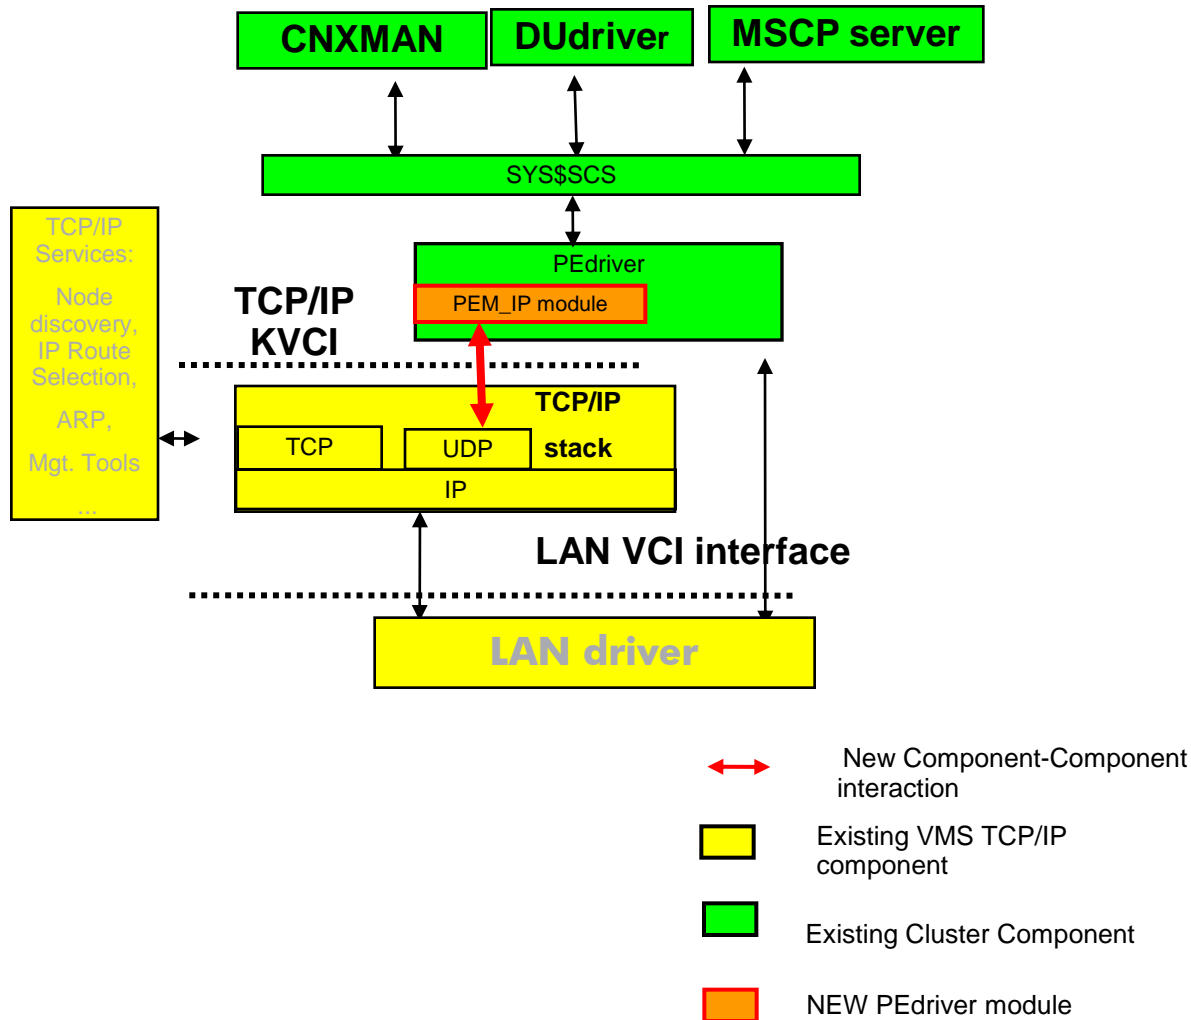 CNXMAN
DUdriver
MSCP server
SYS$SCS
TCP/IP
Services:
Node
discovery,
IP Route
Selection,
ARP,
Mgt. Tools
...
PEdriver
PEM_IP module
TCP/IP
KVCI
TCP/IP
stack
TCP
UDP
IP
LAN VCI interface
LAN driver
New Component-Component
interaction
Existing VMS TCP/IP
component
Existing Cluster Component
NEW PEdriver module